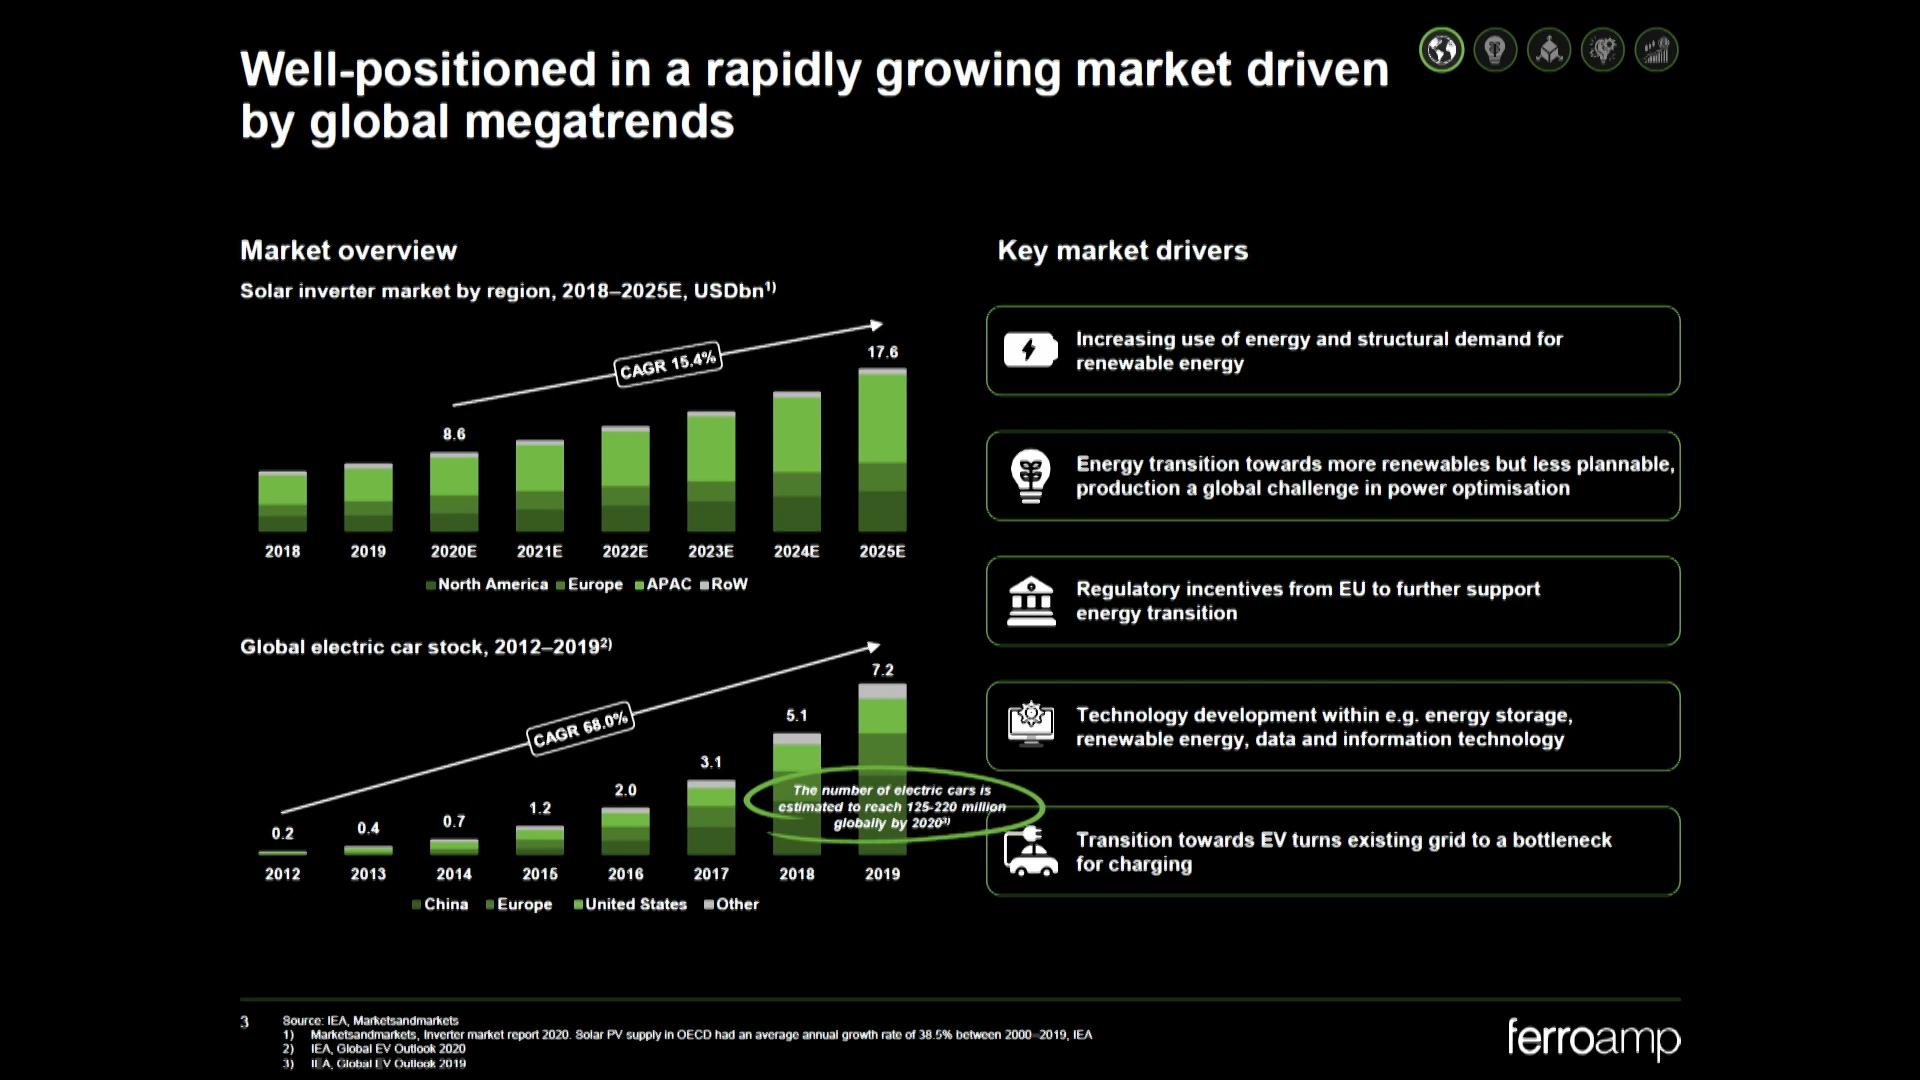 Well-positioned in a rapidly growing market driven
by global megatrends
Market overview
Solar inverter market by region, 2018–2025E, USDbn1)
CAGR 15.4%
8.6
17.6
2018 2019 2020E 2021E 2022E 2023E 2024E 2025E
North America Europe APAC RoW
Global electric car stock, 2012–20192)
CAGR 68.0%
0.2 0.4 0.7 1.2 2.0 3.1 5.1 7.2
The number of electric cars is
estimated to reach 125-220 million
globally by 20203)
2012 2013 2014 2015 2016 2017 2018 2019
China Europe United States Other
Key market drivers
Increasing use of energy and structural demand for
renewable energy
Energy transition towards more renewables but less plannable,
production a global challenge in power optimisation
Regulatory incentives from EU to further support
energy transition
Technology development within e.g. energy storage,
renewable energy, data and information technology
Transition towards EV turns existing grid to a bottleneck
for charging
3
Source: IEA, Marketsandmarkets
1) Marketsandmarkets, Inverter market report 2020. Solar PV supply in OECD had an average annual growth rate of 38.5% between 2000–2019, IEA
2) IEA, Global EV Outlook 2020
3) IEA, Global EV Outlook 2019
ferroamp